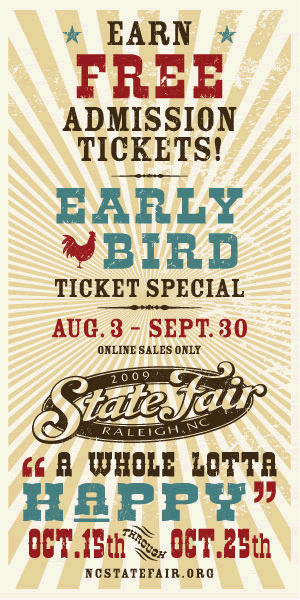 EARN
FREE
ADMISSION
TICKETS!
EARLY
BIRD
TICKET SPECIAL
AUG. 3 - SEPT. 30
ONLINE SALES ONLY
2009
State Fair
RALEIGH, NC
“A WHOLE LOTTA
HAPPY”
OCT. 15th THROUGH OCT. 25th
NCSTATEFAIR.ORG